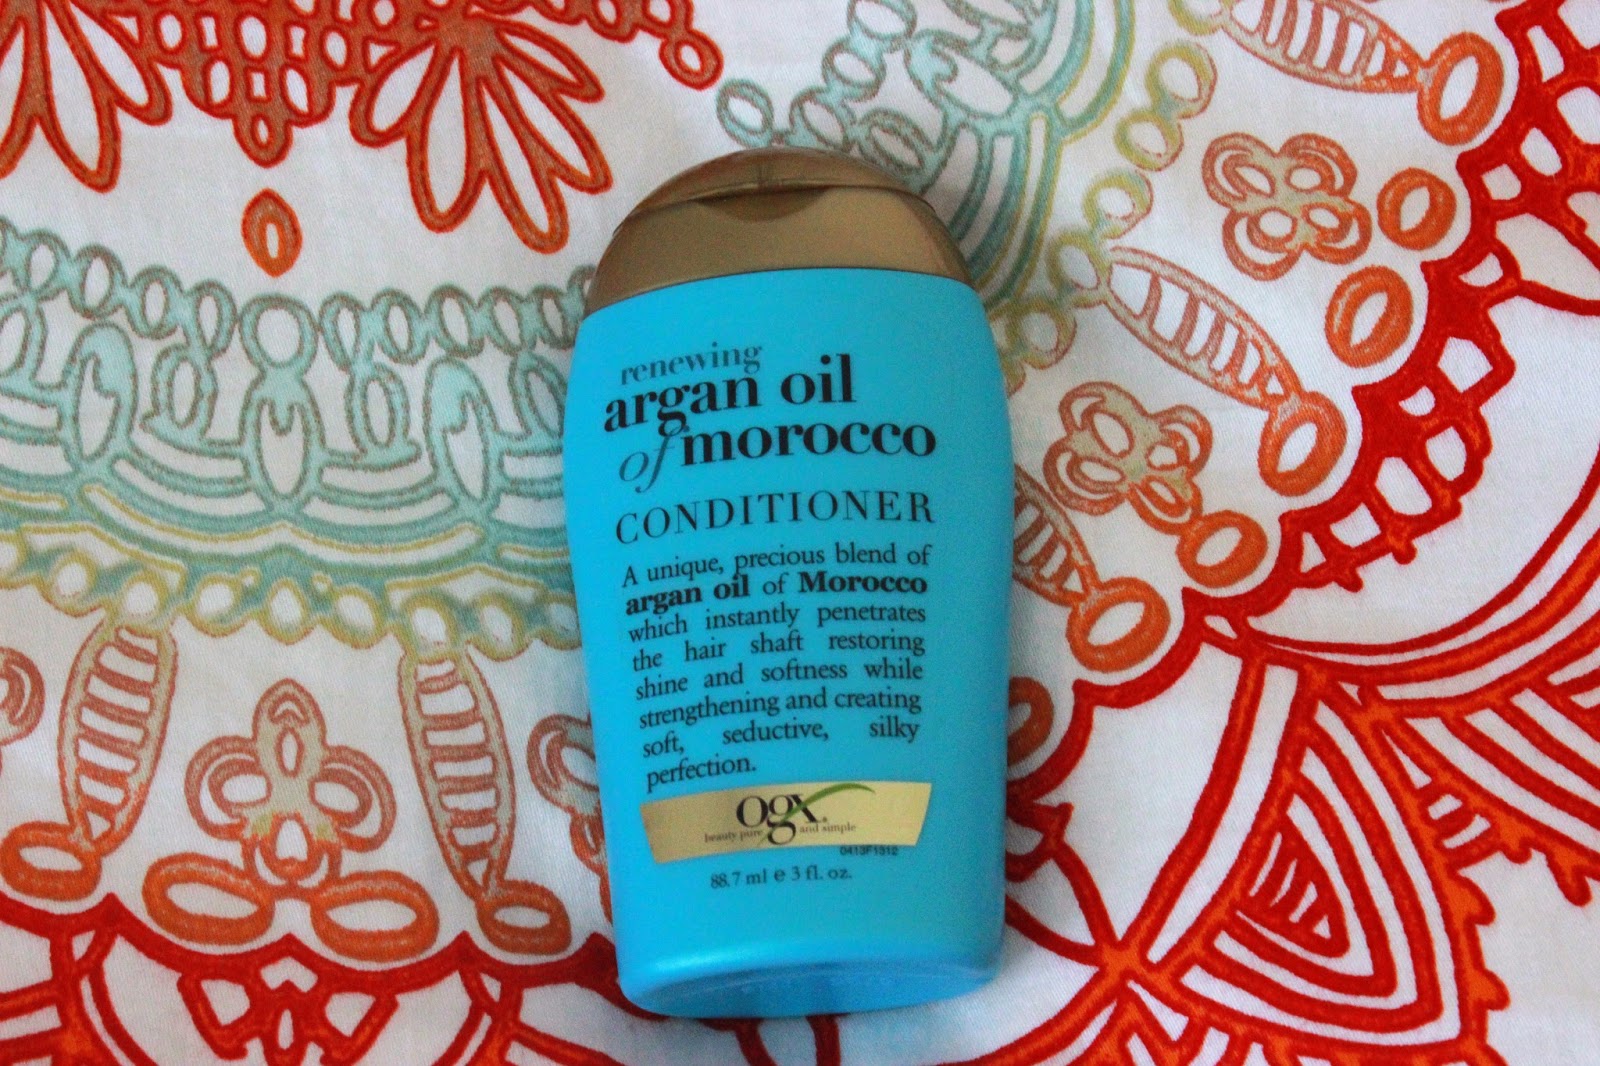 renewing
argan oil
of morocco
CONDITIONER
A unique, precious blend of
argan oil of Morocco
which instantly penetrates
the hair shaft restoring
shine and softness while
strengthening and creating
soft, seductive, silky
perfection.
ogx®
beauty pure and simple
0413F1312
88.7 ml e 3 fl. oz.